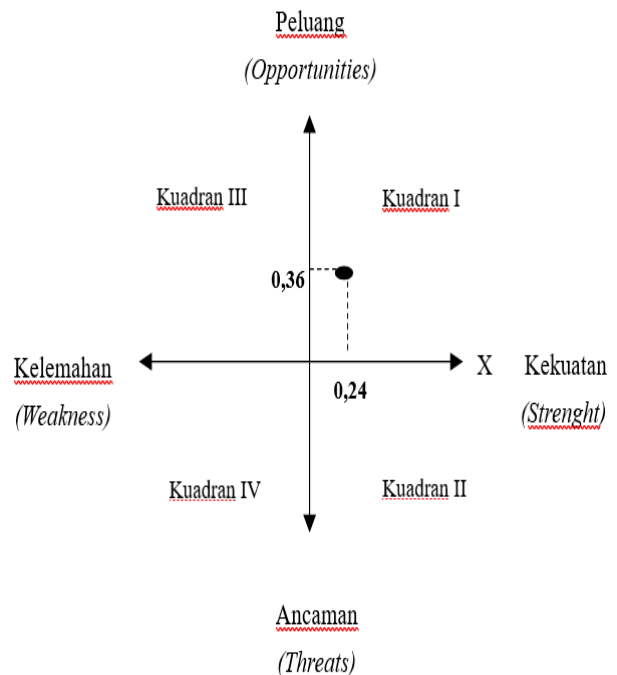 Peluang
(Opportunities)
Kuadran III
Kuadran I
0,36
Kelemahan
(Weakness)
X
Kekuatan
(Strenght)
0,24
Kuadran IV
Kuadran II
Ancaman
(Threats)